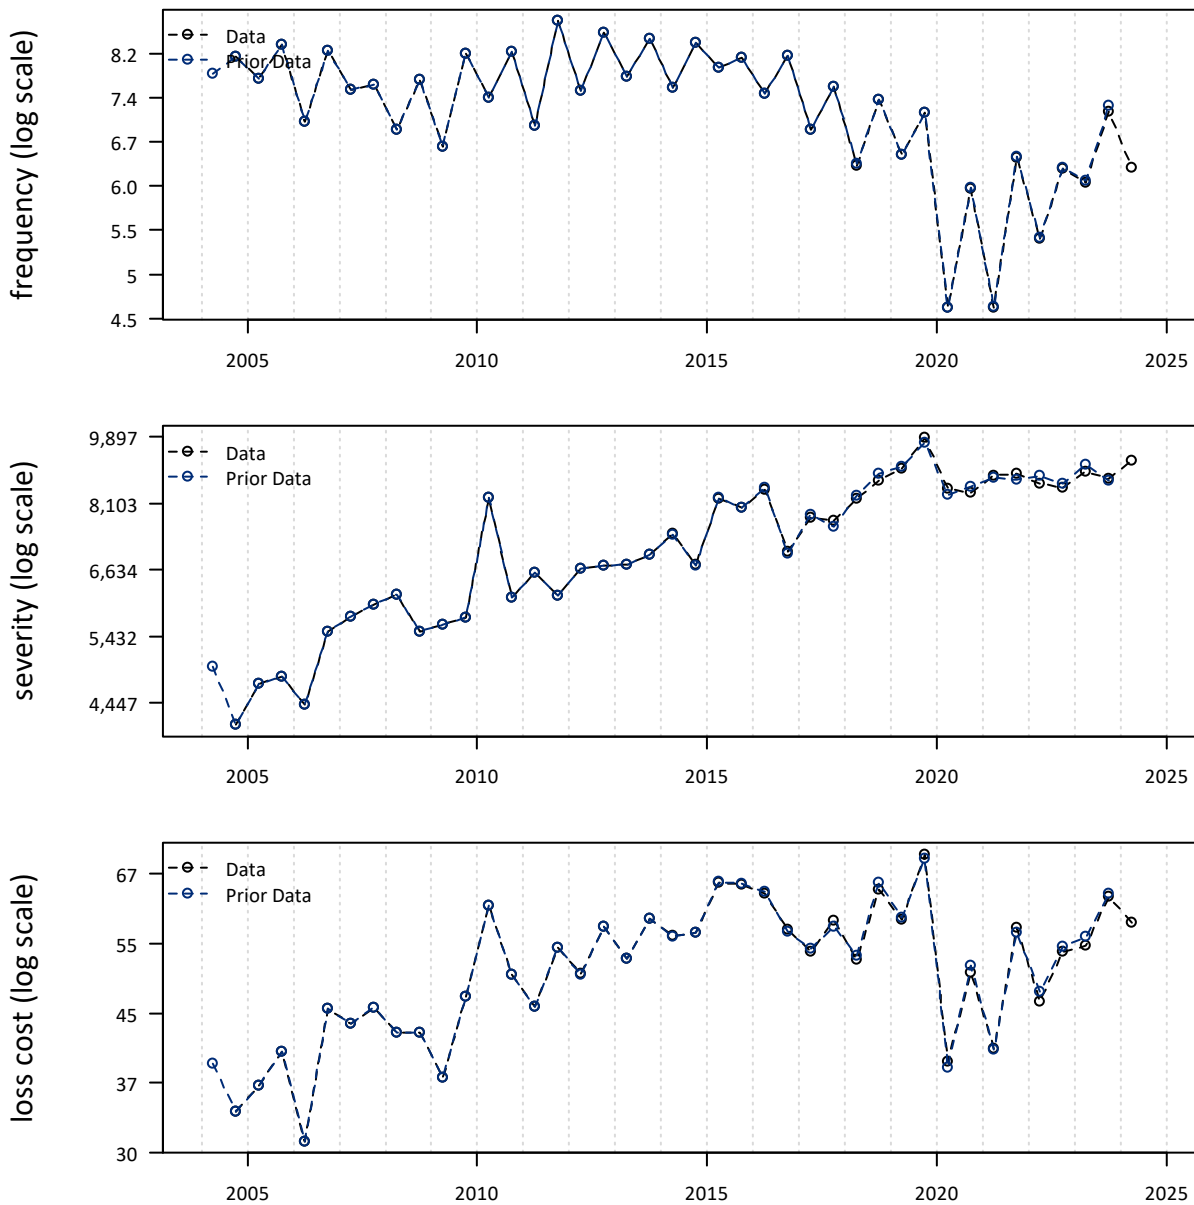 frequency (log scale)
Data
Prior Data
8.2
7.4
6.7
6.0
5.5
5
4.5
2005 2010 2015 2020 2025
severity (log scale)
Data
Prior Data
9,897
8,103
6,634
5,432
4,447
2005 2010 2015 2020 2025
loss cost (log scale)
Data
Prior Data
67
55
45
37
30
2005 2010 2015 2020 2025